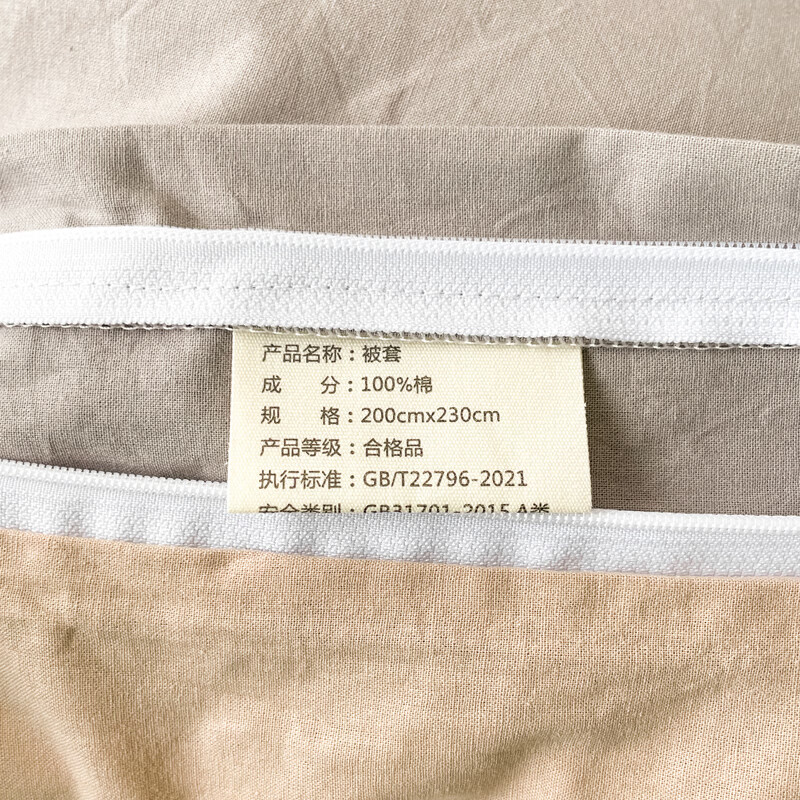 产品名称：被套
成 分：100%棉
规 格：200cmx230cm
产品等级：合格品
执行标准：GB/T22796-2021
安全类别：GB31701-2015 A类